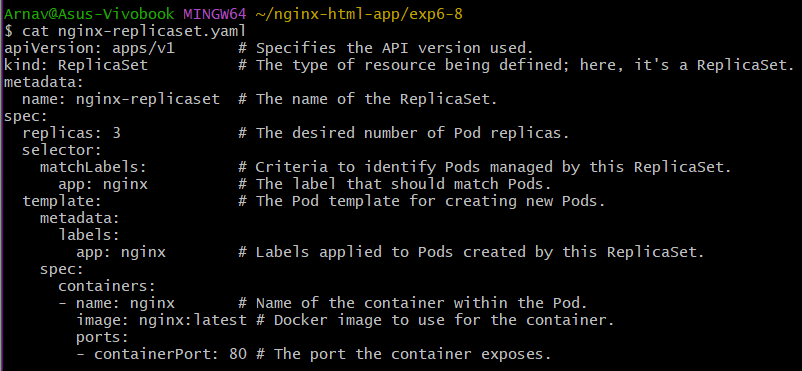 Arnav@Asus-Vivobook MINGW64 ~/nginx-html-app/exp6-8
$ cat nginx-replicaset.yaml
apiVersion: apps/v1       # Specifies the API version used.
kind: ReplicaSet          # The type of resource being defined; here, it's a ReplicaSet.
metadata:
  name: nginx-replicaset  # The name of the ReplicaSet.
spec:
  replicas: 3             # The desired number of Pod replicas.
  selector:
    matchLabels:          # Criteria to identify Pods managed by this ReplicaSet.
      app: nginx          # The label that should match Pods.
  template:               # The Pod template for creating new Pods.
    metadata:
      labels:
        app: nginx        # Labels applied to Pods created by this ReplicaSet.
    spec:
      containers:
      - name: nginx       # Name of the container within the Pod.
        image: nginx:latest # Docker image to use for the container.
        ports:
        - containerPort: 80 # The port the container exposes.